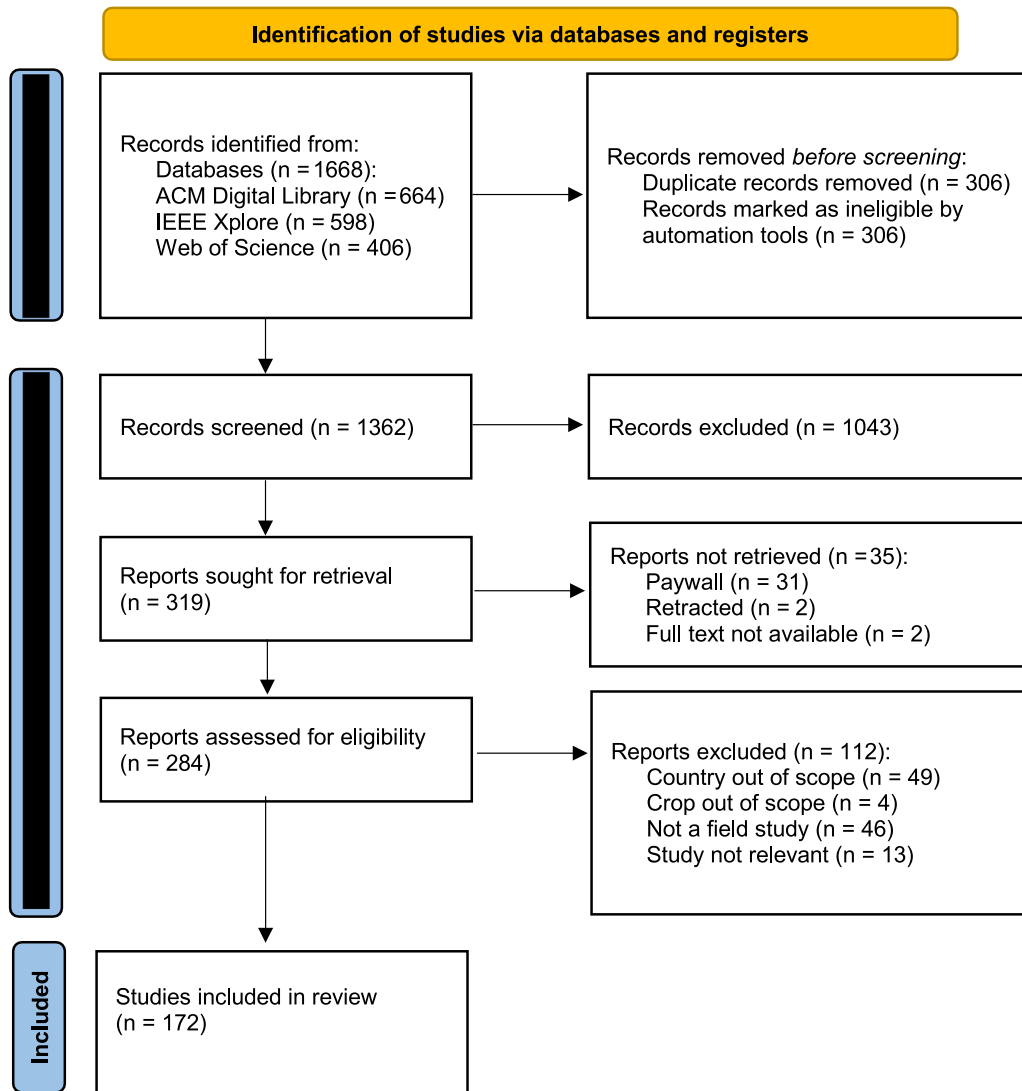 Identification of studies via databases and registers
Records identified from:
Databases (n = 1668):
ACM Digital Library (n = 664)
IEEE Xplore (n = 598)
Web of Science (n = 406)
Records removed before screening:
Duplicate records removed (n = 306)
Records marked as ineligible by
automation tools (n = 306)
Records screened (n = 1362)
Records excluded (n = 1043)
Reports sought for retrieval
(n = 319)
Reports not retrieved (n = 35):
Paywall (n = 31)
Retracted (n = 2)
Full text not available (n = 2)
Reports assessed for eligibility
(n = 284)
Reports excluded (n = 112):
Country out of scope (n = 49)
Crop out of scope (n = 4)
Not a field study (n = 46)
Study not relevant (n = 13)
Included
Studies included in review
(n = 172)